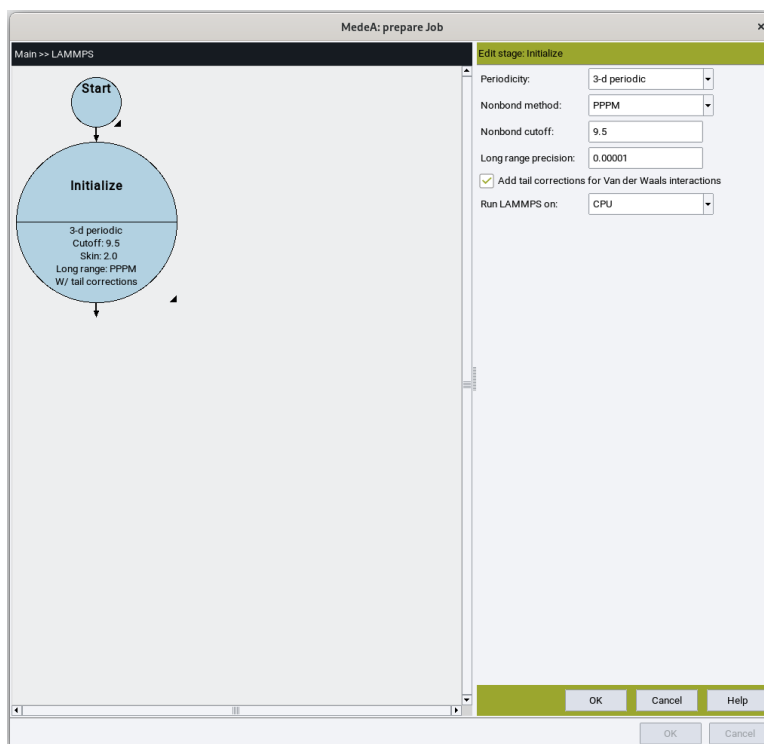 MedeA: prepare Job
Main >> LAMMPS
Start
Initialize
3-d periodic
Cutoff: 9.5
Skin: 2.0
Long range: PPPM
W/ tail corrections
Edit stage: Initialize
Periodicity: 3-d periodic
Nonbond method: PPPM
Nonbond cutoff: 9.5
Long range precision: 0.00001
Add tail corrections for Van der Waals interactions
Run LAMMPS on: CPU
OK Cancel Help
OK Cancel